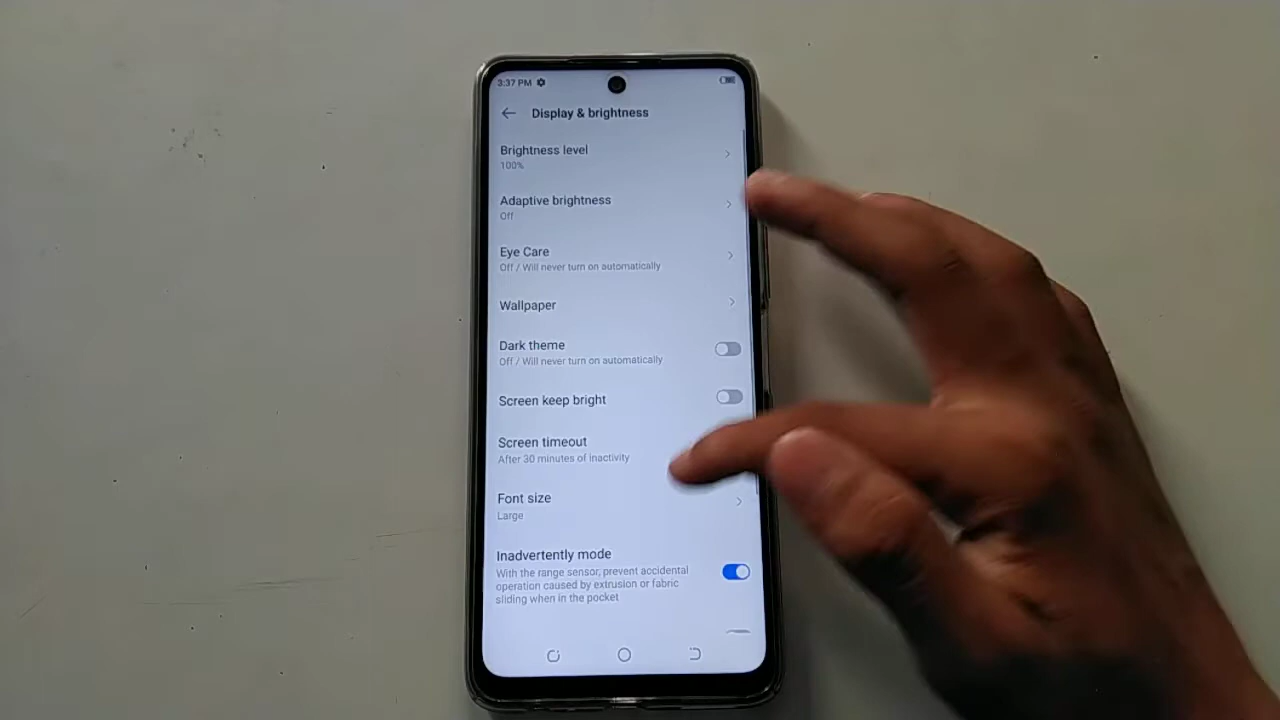 3:37 PM
Display & brightness
Brightness level
100%
Adaptive brightness
Off
Eye Care
Off / Will never turn on automatically
Wallpaper
Dark theme
Off / Will never turn on automatically
Screen keep bright
Screen timeout
After 30 minutes of inactivity
Font size
Large
Inadvertently mode
With the range sensor, prevent accidental
operation caused by extrusion or fabric
sliding when in the pocket